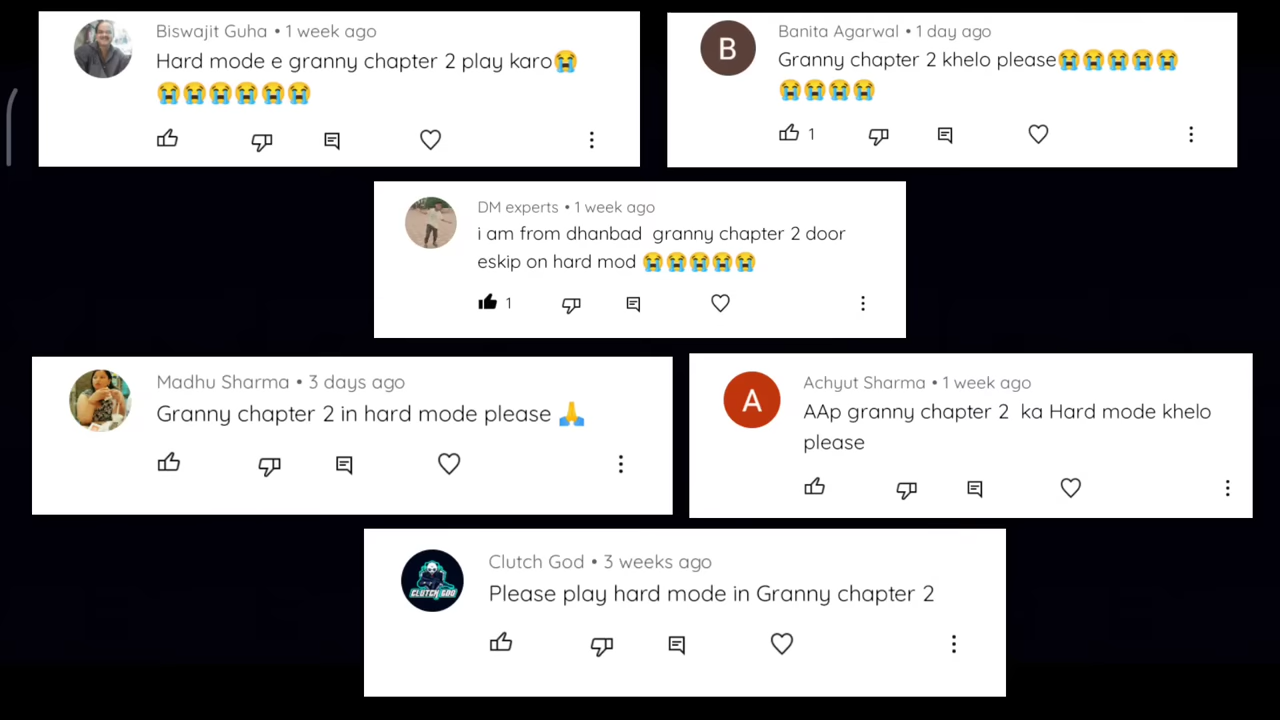 Biswajit Guha • 1 week ago
Hard mode e granny chapter 2 play karo😭
😭😭😭😭😭😭
Banita Agarwal • 1 day ago
Granny chapter 2 khelo please😭😭😭😭😭
😭😭😭😭
B
1
DM experts • 1 week ago
i am from dhanbad granny chapter 2 door
eskip on hard mod 😭😭😭😭😭
1
Madhu Sharma • 3 days ago
Granny chapter 2 in hard mode please 🙏
A
Achyut Sharma • 1 week ago
AAp granny chapter 2 ka Hard mode khelo
please
Clutch God • 3 weeks ago
Please play hard mode in Granny chapter 2
CLUTCH GOD